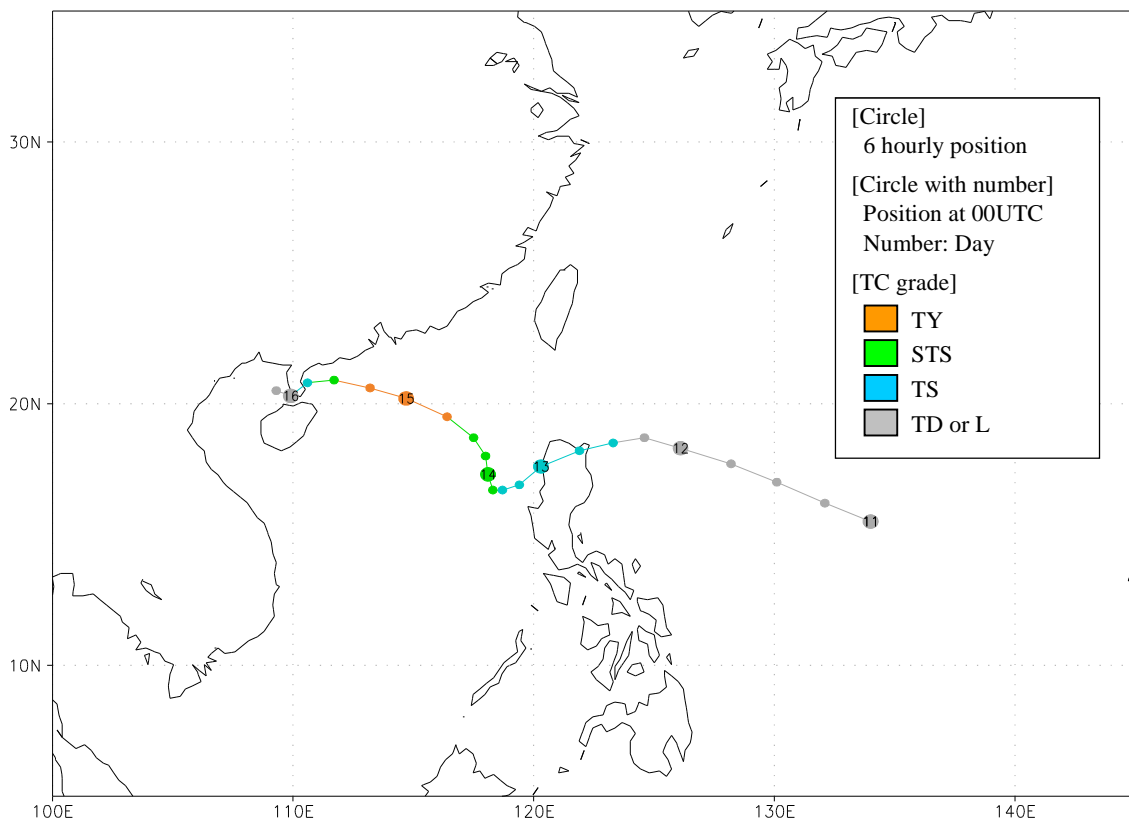 [Circle]
6 hourly position
[Circle with number]
Position at 00UTC
Number: Day
[TC grade]
TY
STS
TS
TD or L
30N
20N
10N
16
15
14
13
12
11
100E
110E
120E
130E
140E